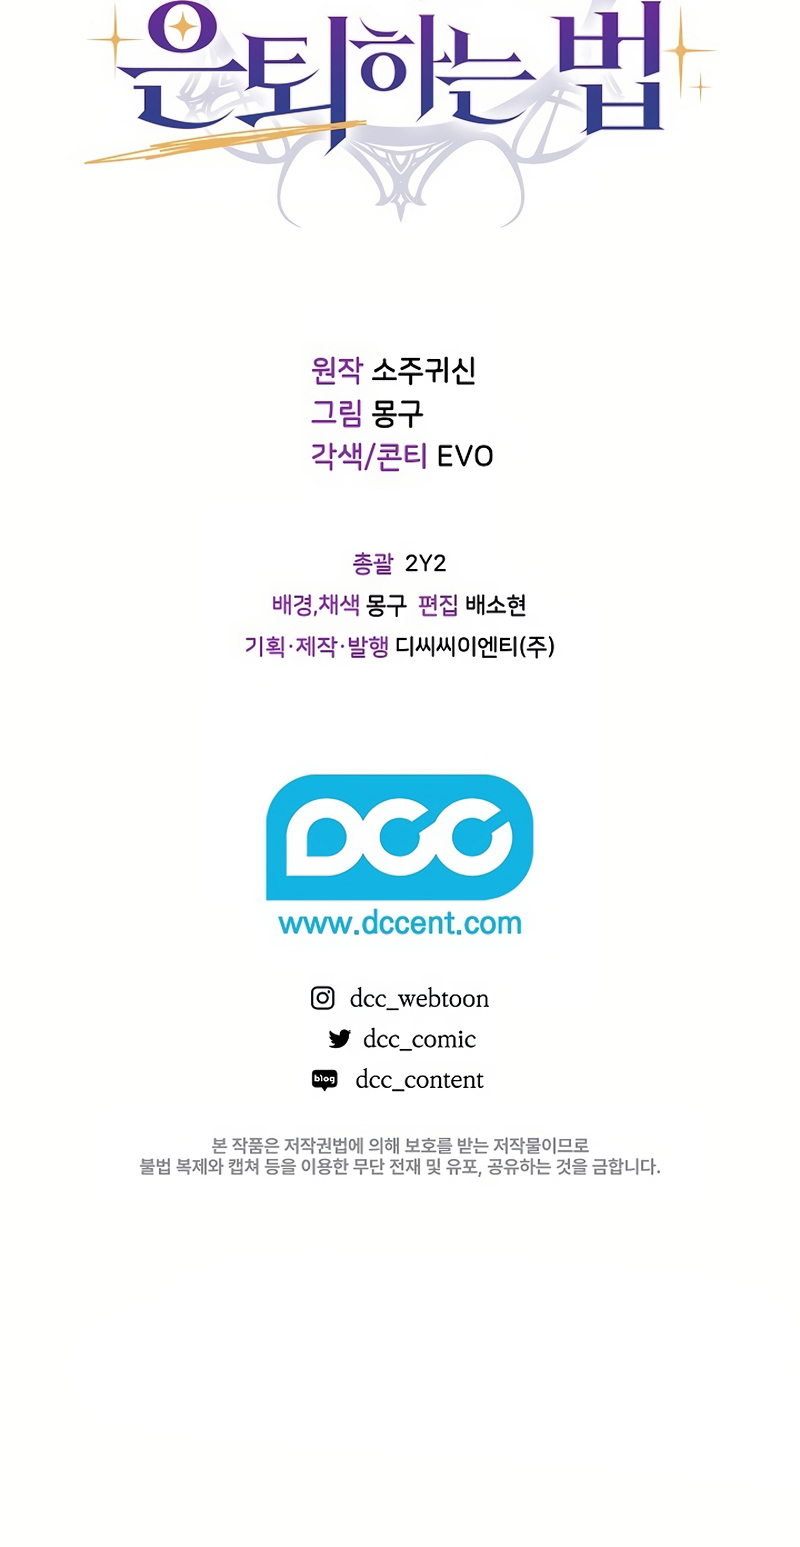 은퇴하는 법
원작 소주귀신
그림 몽구
각색/콘티 EVO
총괄 2Y2
배경,채색 몽구 편집 배소현
기획·제작·발행 디씨씨이엔티(주)
DCC
www.dccent.com
dcc_webtoon
dcc_comic
blog dcc_content
본 작품은 저작권법에 의해 보호를 받는 저작물이므로
불법 복제와 캡쳐 등을 이용한 무단 전재 및 유포, 공유하는 것을 금합니다.